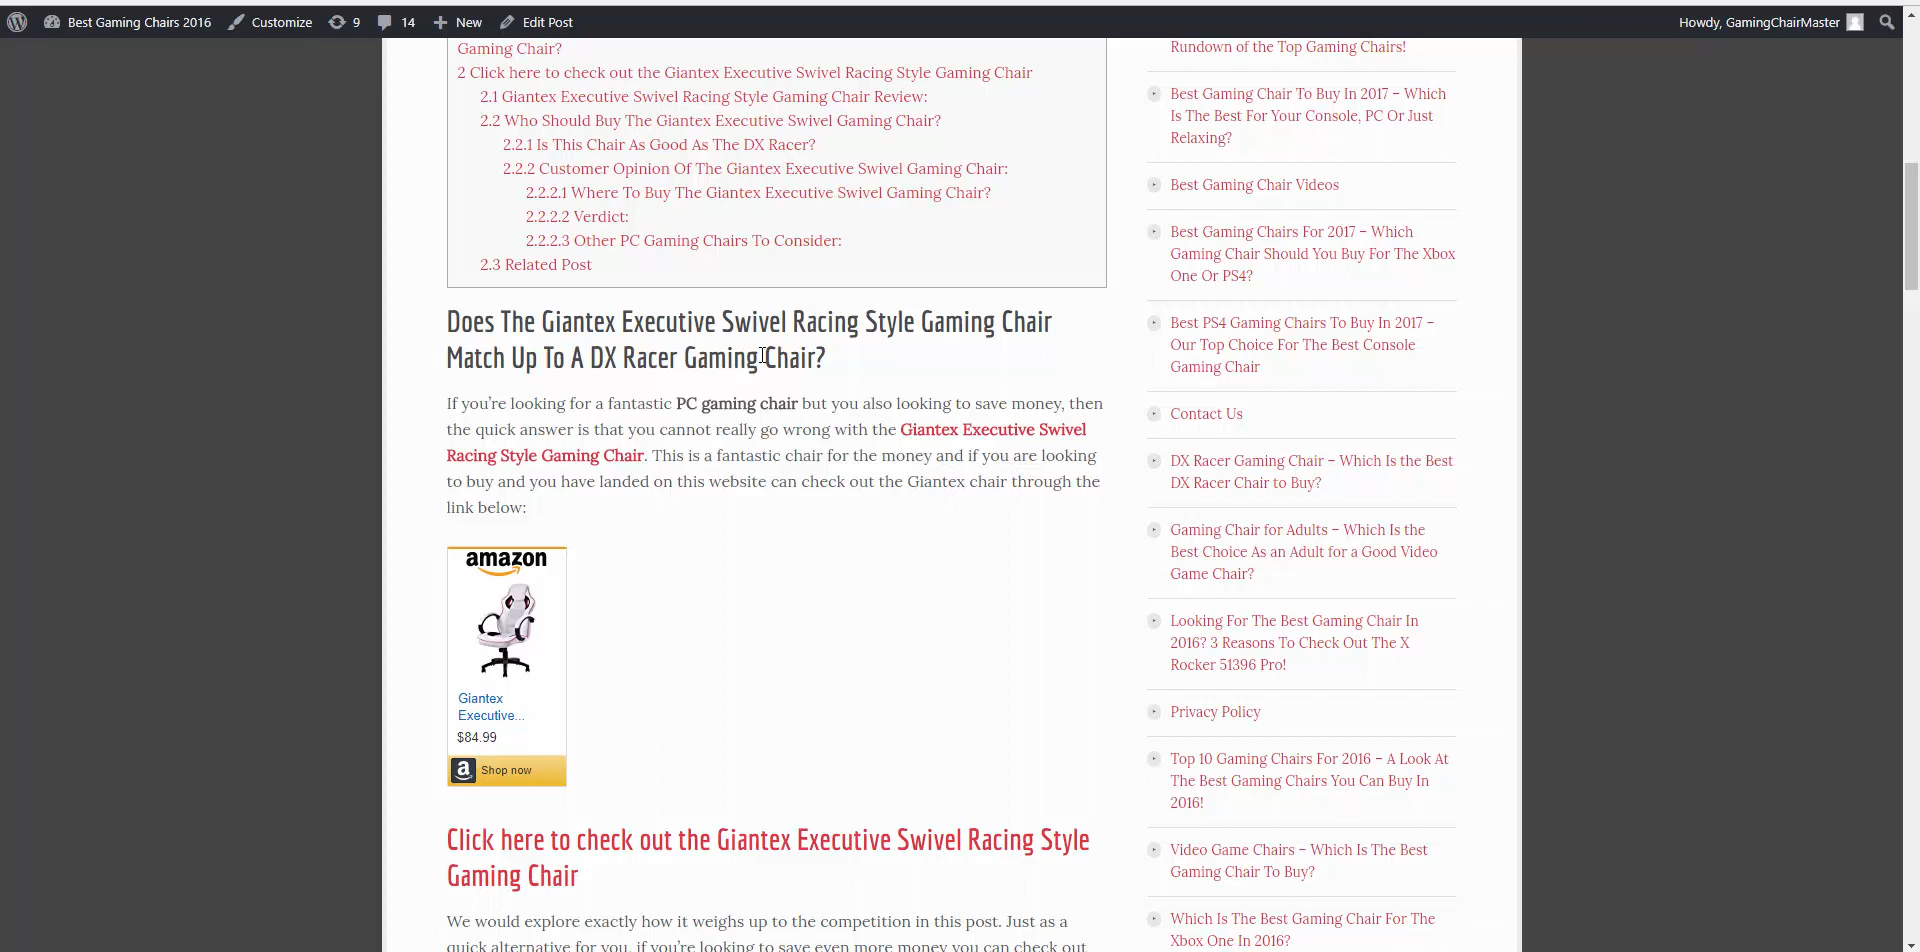 Best Gaming Chairs 2016 Customize 9 14 New Edit Post Howdy, GamingChairMaster
Gaming Chair?
2 Click here to check out the Giantex Executive Swivel Racing Style Gaming Chair
2.1 Giantex Executive Swivel Racing Style Gaming Chair Review:
2.2 Who Should Buy The Giantex Executive Swivel Gaming Chair?
2.2.1 Is This Chair As Good As The DX Racer?
2.2.2 Customer Opinion Of The Giantex Executive Swivel Gaming Chair:
2.2.2.1 Where To Buy The Giantex Executive Swivel Gaming Chair?
2.2.2.2 Verdict:
2.2.2.3 Other PC Gaming Chairs To Consider:
2.3 Related Post
Does The Giantex Executive Swivel Racing Style Gaming Chair
Match Up To A DX Racer Gaming Chair?
If you’re looking for a fantastic PC gaming chair but you also looking to save money, then
the quick answer is that you cannot really go wrong with the Giantex Executive Swivel
Racing Style Gaming Chair. This is a fantastic chair for the money and if you are looking
to buy and you have landed on this website can check out the Giantex chair through the
link below:
amazon
Giantex
Executive...
$84.99
a Shop now
Click here to check out the Giantex Executive Swivel Racing Style
Gaming Chair
We would explore exactly how it weighs up to the competition in this post. Just as a
quick alternative for you, if you’re looking to save even more money you can check out
Rundown of the Top Gaming Chairs!
Best Gaming Chair To Buy In 2017 – Which
Is The Best For Your Console, PC Or Just
Relaxing?
Best Gaming Chair Videos
Best Gaming Chairs For 2017 – Which
Gaming Chair Should You Buy For The Xbox
One Or PS4?
Best PS4 Gaming Chairs To Buy In 2017 –
Our Top Choice For The Best Console
Gaming Chair
Contact Us
DX Racer Gaming Chair – Which Is the Best
DX Racer Chair to Buy?
Gaming Chair for Adults – Which Is the
Best Choice As an Adult for a Good Video
Game Chair?
Looking For The Best Gaming Chair In
2016? 3 Reasons To Check Out The X
Rocker 51396 Pro!
Privacy Policy
Top 10 Gaming Chairs For 2016 – A Look At
The Best Gaming Chairs You Can Buy In
2016!
Video Game Chairs – Which Is The Best
Gaming Chair To Buy?
Which Is The Best Gaming Chair For The
Xbox One In 2016?